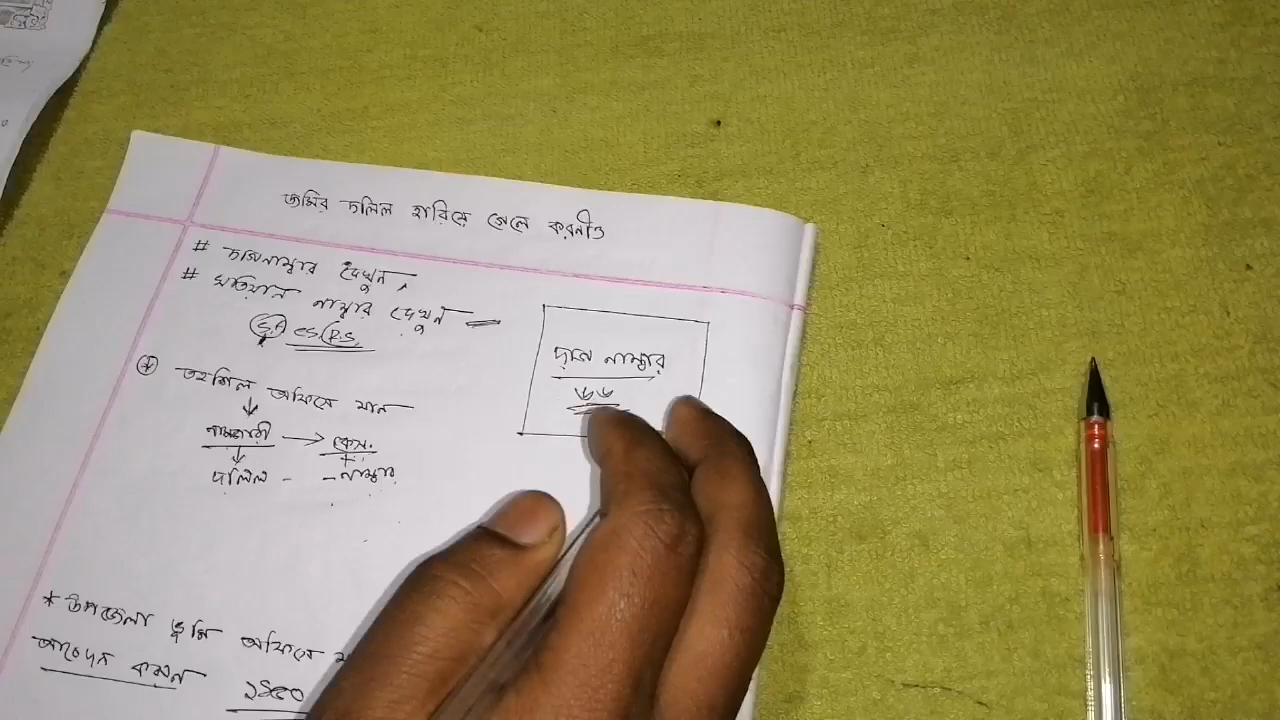 জমির দলিল হারিয়ে গেলে করনীও
# দাগনাম্বার দেখুন
# খতিয়ান নাম্বার দেখুন
S.A CS. R.S.
দাগ নাম্বার
* তহশিল অফিসে যান
নামজারী → কেস.
দলিল - - নাম্বার
* উপজেলা ভূমি অফিসে
আবেদন করুন